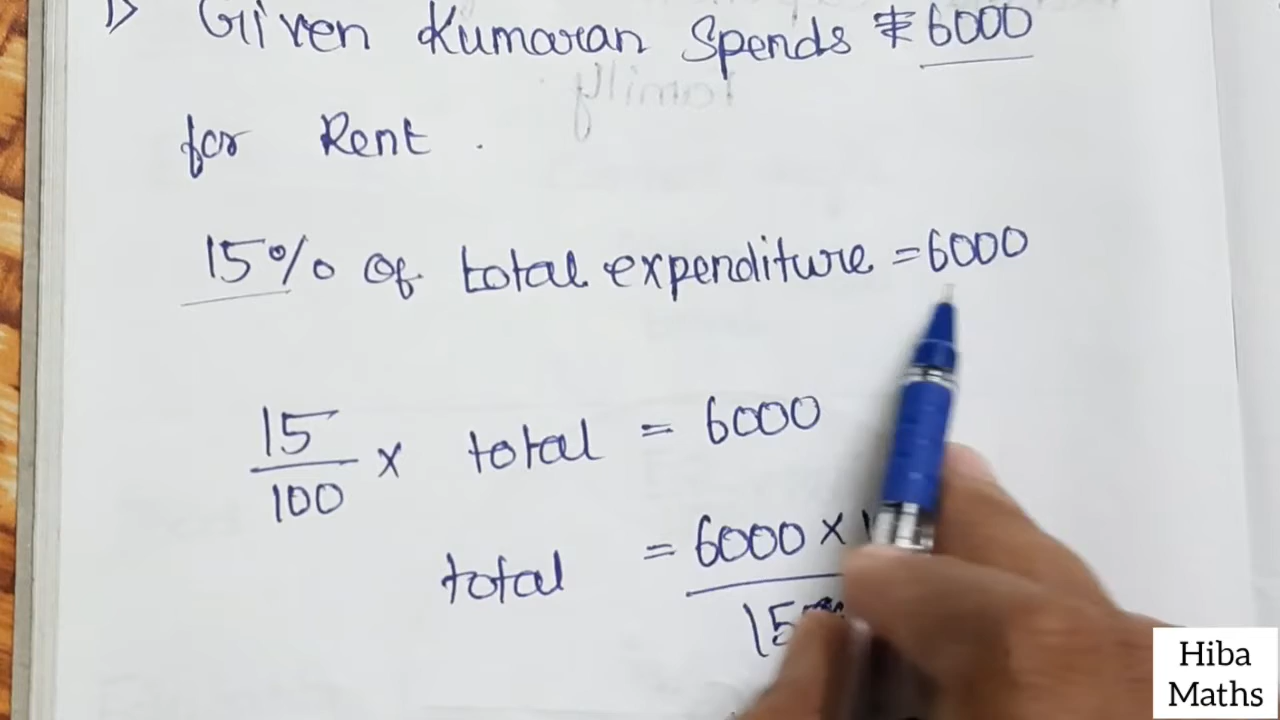 1) Given Kumaran Spends ₹6000
for Rent.
15% of total expenditure = 6000
15/100 × total = 6000
total = 6000 ×
15
Hiba
Maths